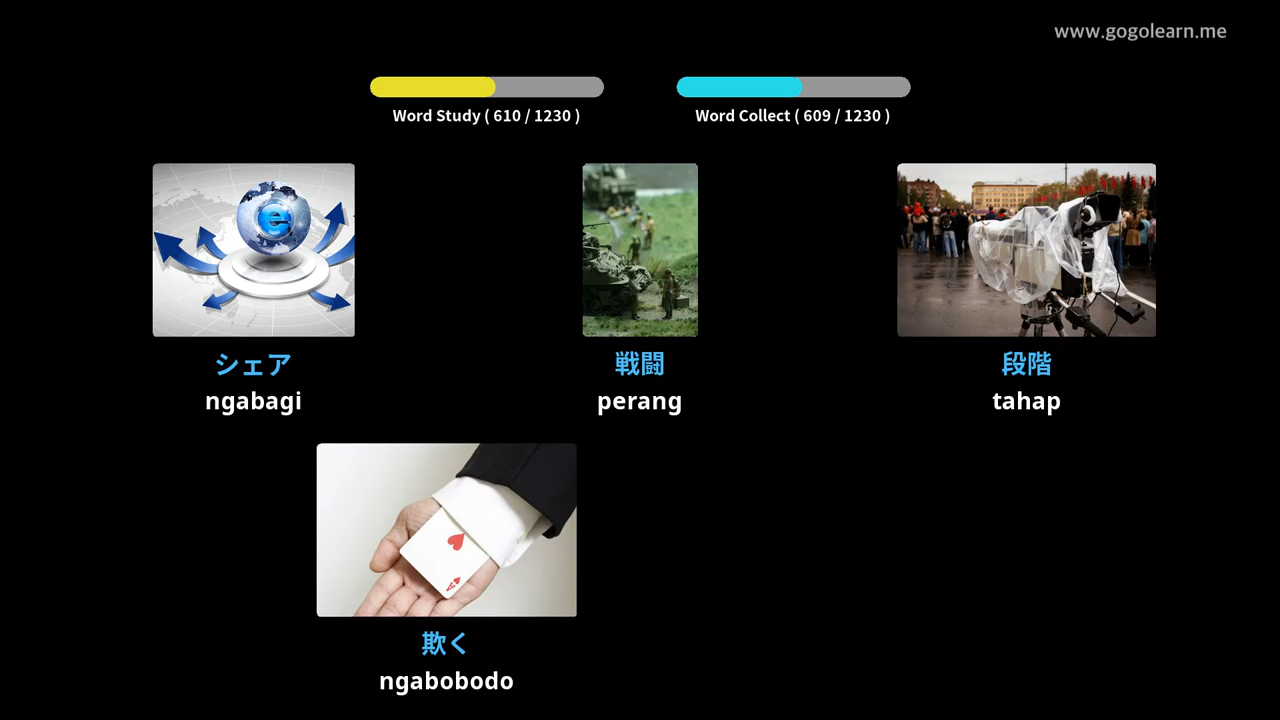 www.gogolearn.me
Word Study ( 610 / 1230 )
Word Collect ( 609 / 1230 )
e
シェア
ngabagi
戦闘
perang
段階
tahap
A
欺く
ngabobodo